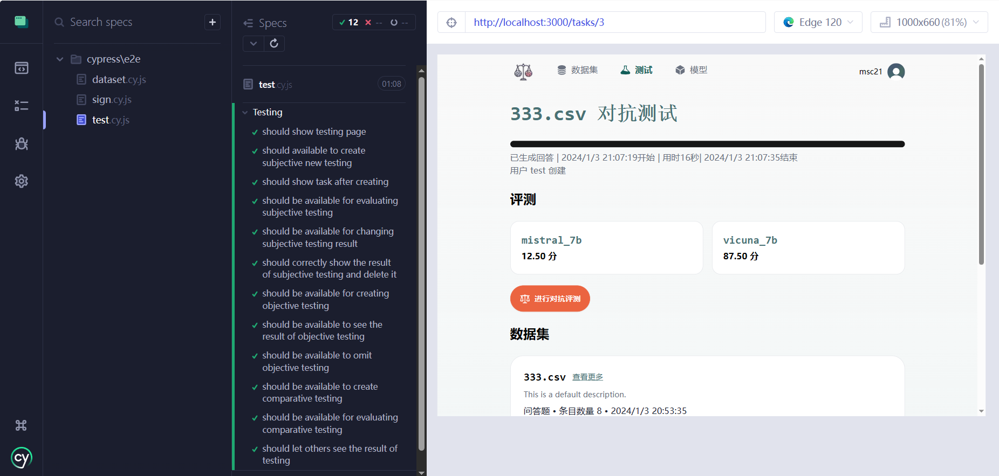 Search specs
+
cypress\e2e
dataset.cy.js
sign.cy.js
test.cy.js
cy
Specs
12 -- --
test.cy.js 01:08
Testing
should show testing page
should available to create
subjective new testing
should show task after creating
should be available for evaluating
subjective testing
should be available for changing
subjective testing result
should correctly show the result
of subjective testing and delete it
should be available for creating
objective testing
should be available to see the
result of objective testing
should be available to omit
objective testing
should be available to create
comparative testing
should be available for evaluating
comparative testing
should let others see the result of
testing
http://localhost:3000/tasks/3
Edge 120
1000x660 (81%)
数据集 测试 模型
msc21
333.csv 对抗测试
已生成回答 | 2024/1/3 21:07:19开始 | 用时16秒| 2024/1/3 21:07:35结束
用户 test 创建
评测
mistral_7b
12.50 分
vicuna_7b
87.50 分
进行对抗评测
数据集
333.csv 查看更多
This is a default description.
问答题 • 条目数量 8 • 2024/1/3 20:53:35